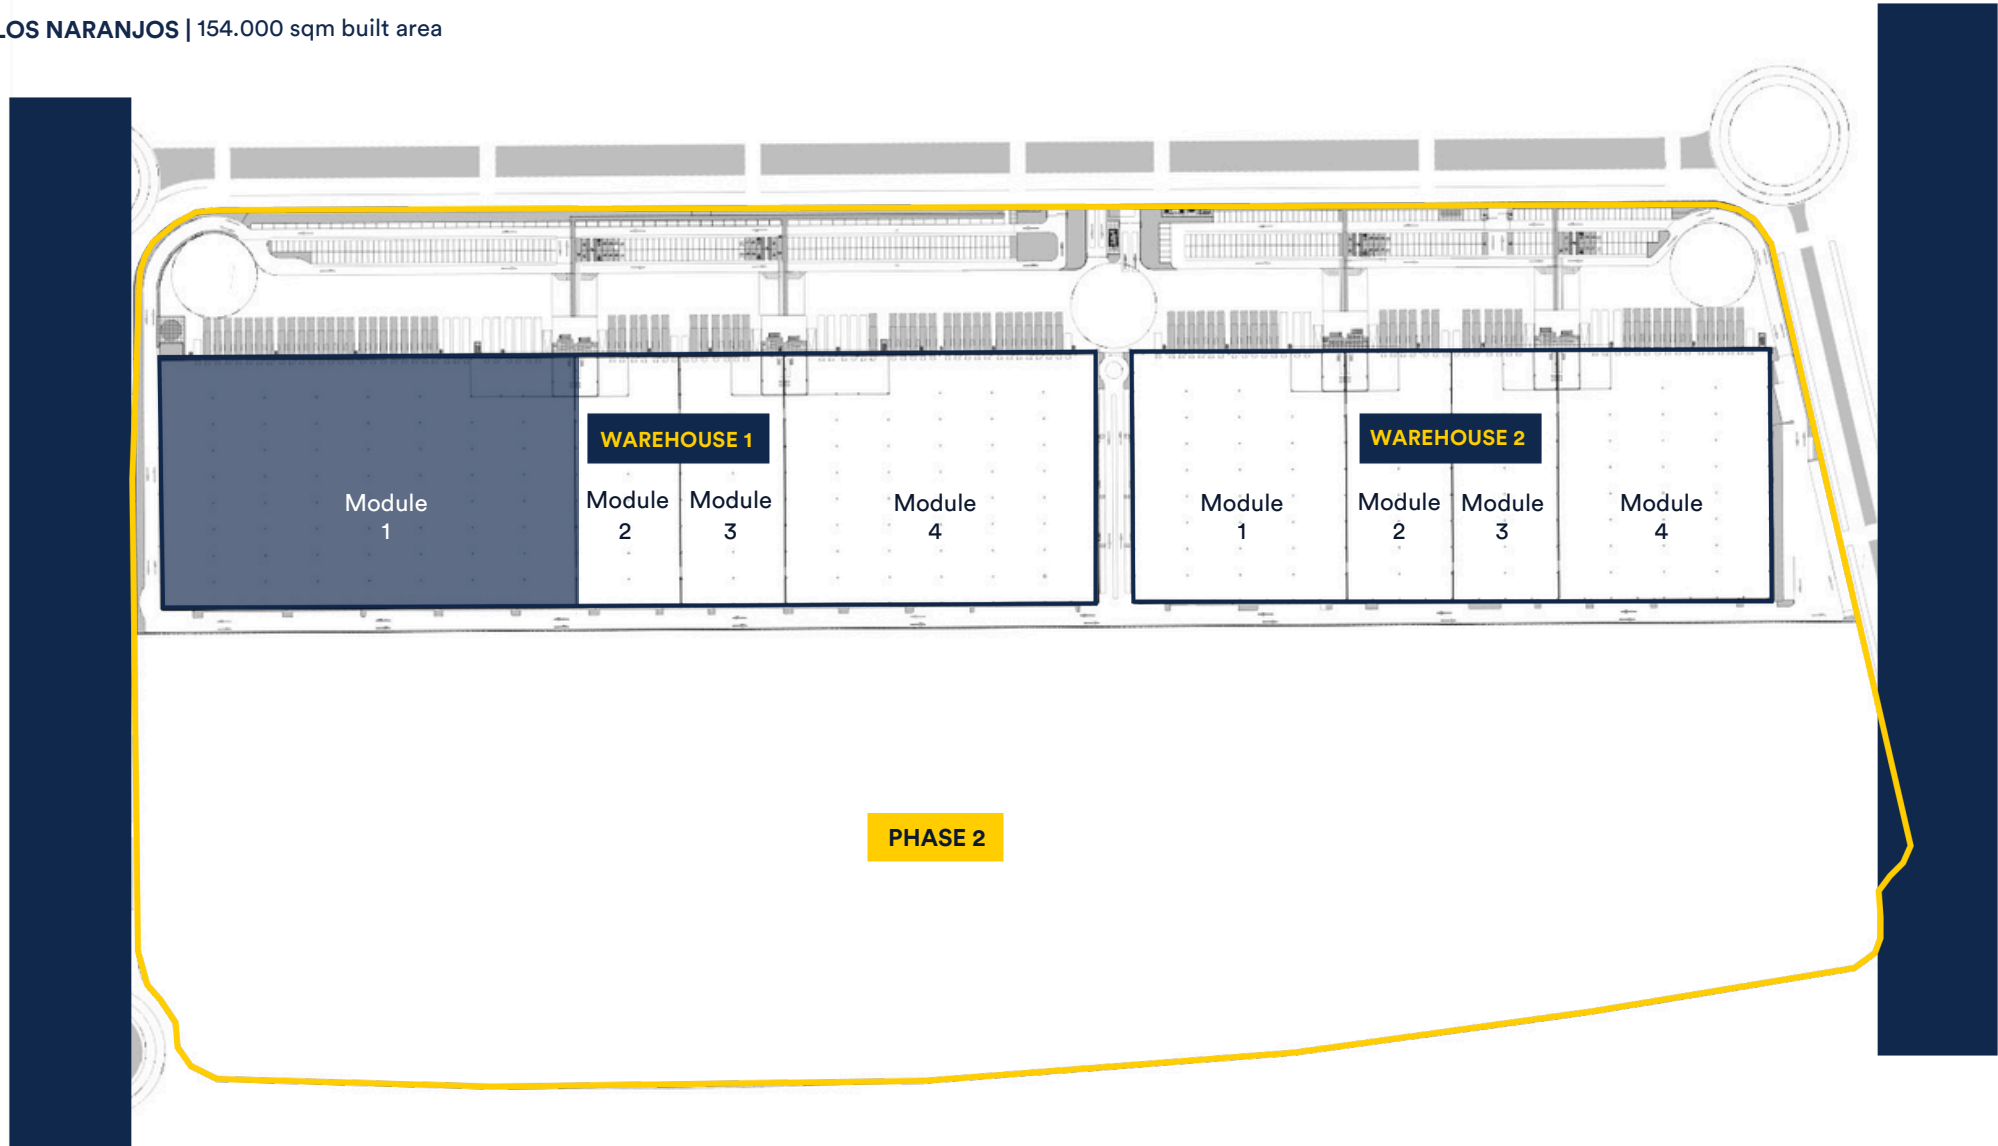 LOS NARANJOS | 154.000 sqm built area
WAREHOUSE 1
WAREHOUSE 2
Module
1
Module
2
Module
3
Module
4
Module
1
Module
2
Module
3
Module
4
PHASE 2